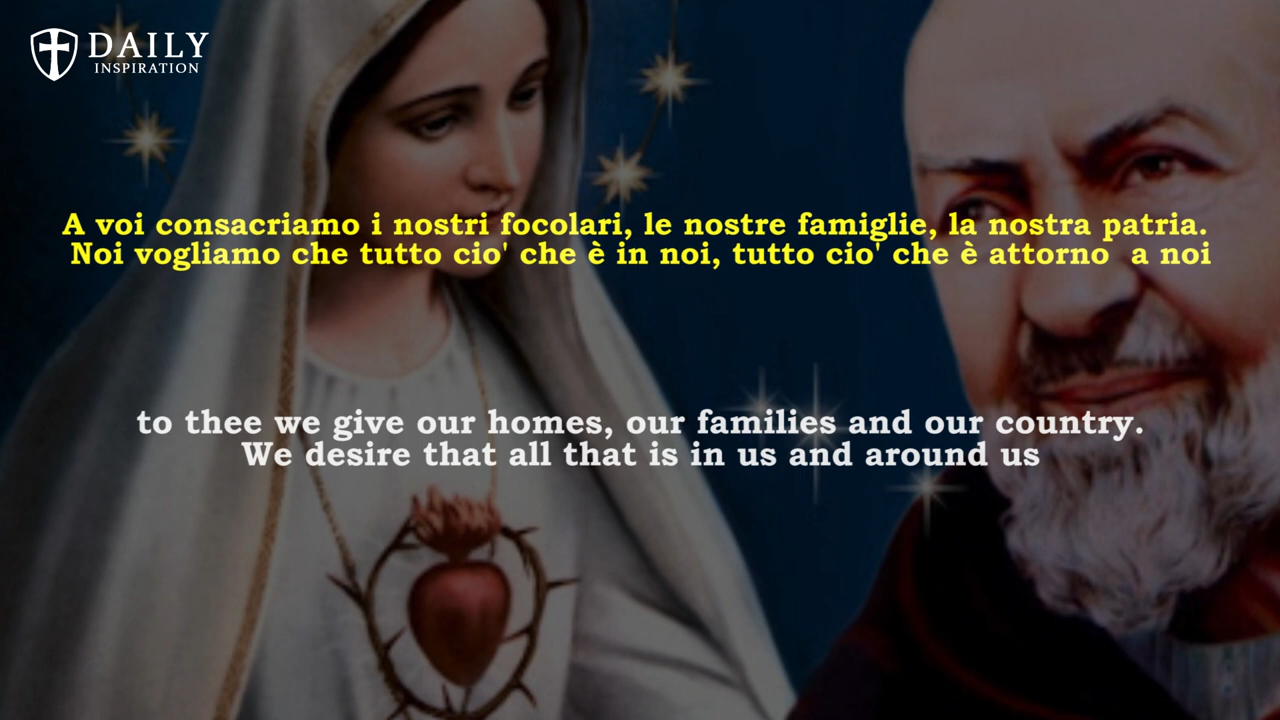 DAILY
INSPIRATION
A voi consacriamo i nostri focolari, le nostre famiglie, la nostra patria.
Noi vogliamo che tutto cio' che è in noi, tutto cio' che è attorno  a noi
to thee we give our homes, our families and our country.
We desire that all that is in us and around us